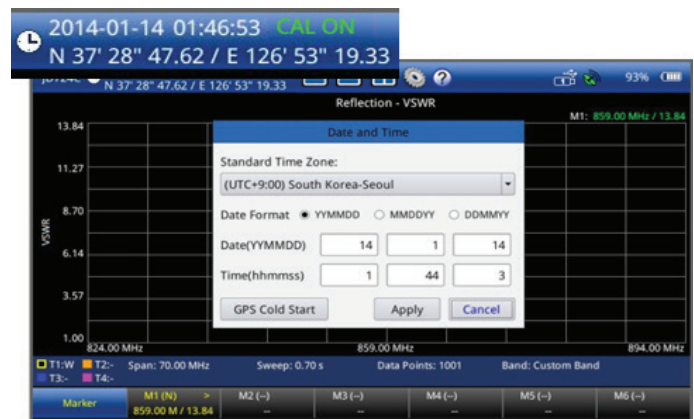 2014-01-14 01:46:53 CAL ON
N 37' 28" 47.62 / E 126' 53" 19.33
N 37' 28" 47.62 / E 126' 53" 19.33
93%
Reflection - VSWR
M1: 859.00 MHz / 13.84
13.84
Date and Time
Standard Time Zone:
11.27
(UTC+9:00) South Korea-Seoul
8.70
Date Format YYMMDD MMDDYY DDMMYY
VSWR
Date(YYMMDD) 14 1 14
6.14
Time(hhmmss) 1 44 3
3.57
GPS Cold Start Apply Cancel
1.00
824.00 MHz 859.00 MHz 894.00 MHz
T1:W T2:- Span: 70.00 MHz Sweep: 0.70 s Data Points: 1001 Band: Custom Band
T3:- T4:-
Marker M1 (N) > M2 (--) M3 (--) M4 (--) M5 (--) M6 (--)
859.00 M / 13.84 -- -- -- -- --